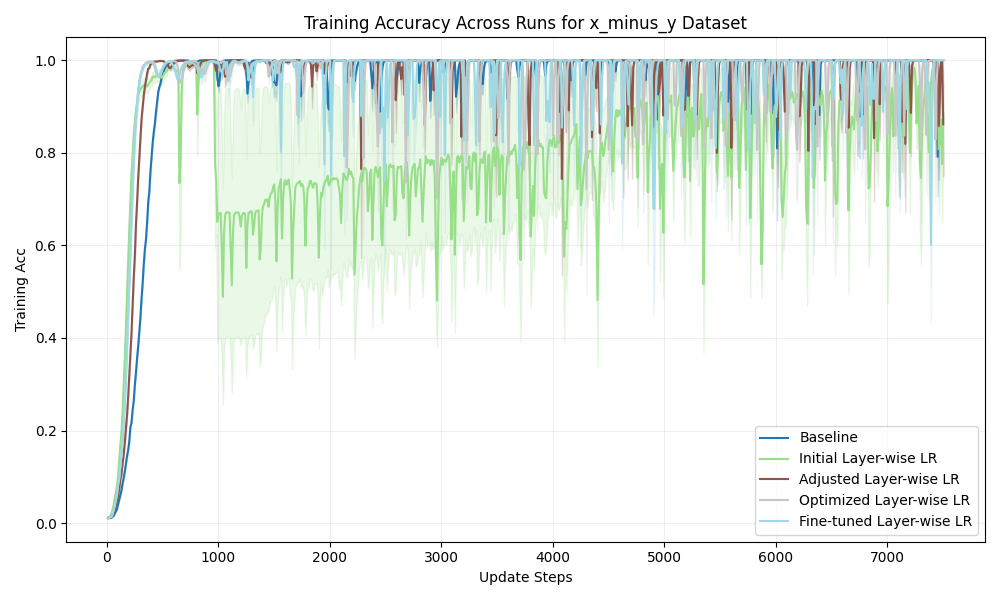 Training Accuracy Across Runs for x_minus_y Dataset
Training Acc
1.0
0.8
0.6
0.4
0.2
0.0
0 1000 2000 3000 4000 5000 6000 7000
Update Steps
Baseline
Initial Layer-wise LR
Adjusted Layer-wise LR
Optimized Layer-wise LR
Fine-tuned Layer-wise LR